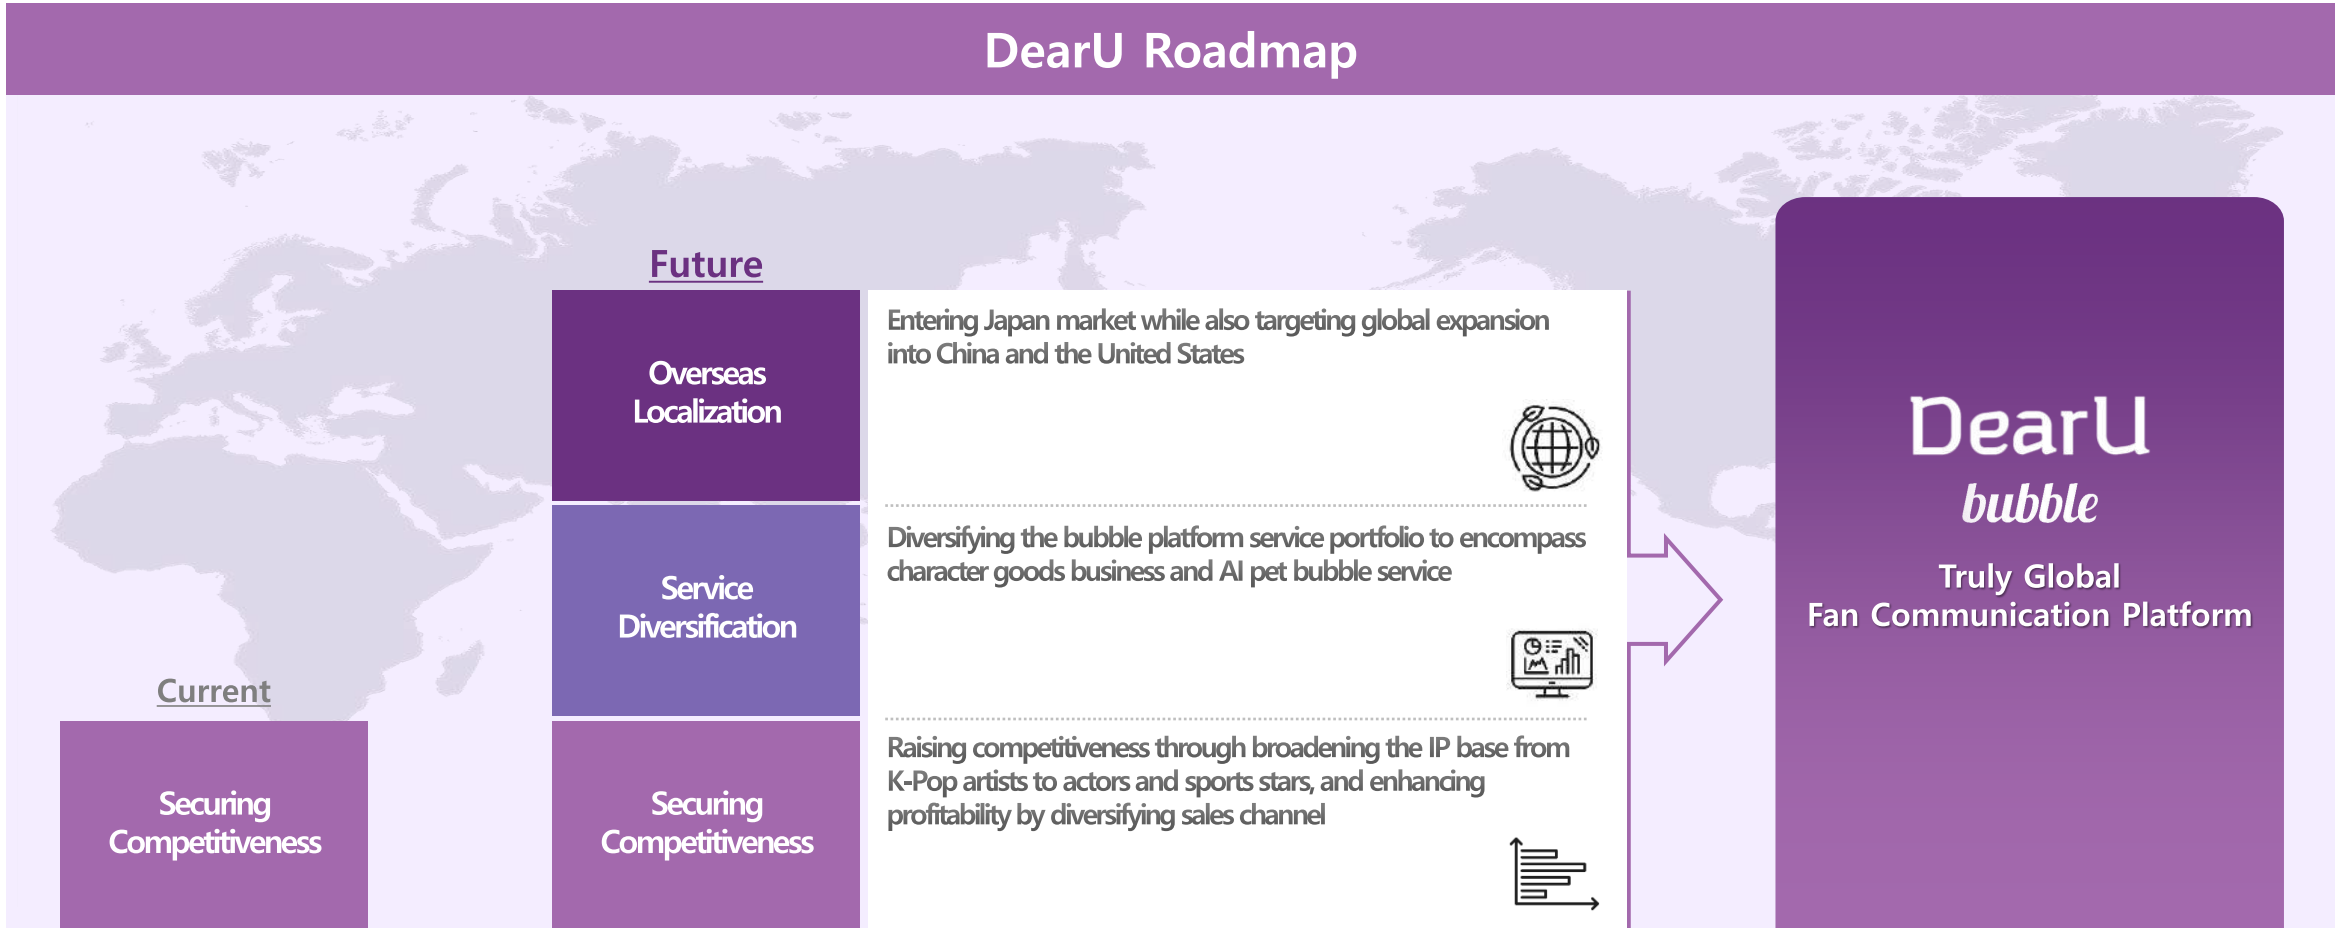 DearU Roadmap
Future
Overseas
Localization
Entering Japan market while also targeting global expansion
into China and the United States
Service
Diversification
Diversifying the bubble platform service portfolio to encompass
character goods business and AI pet bubble service
Current
Securing
Competitiveness
Securing
Competitiveness
Raising competitiveness through broadening the IP base from
K-Pop artists to actors and sports stars, and enhancing
profitability by diversifying sales channel
DearU
bubble
Truly Global
Fan Communication Platform